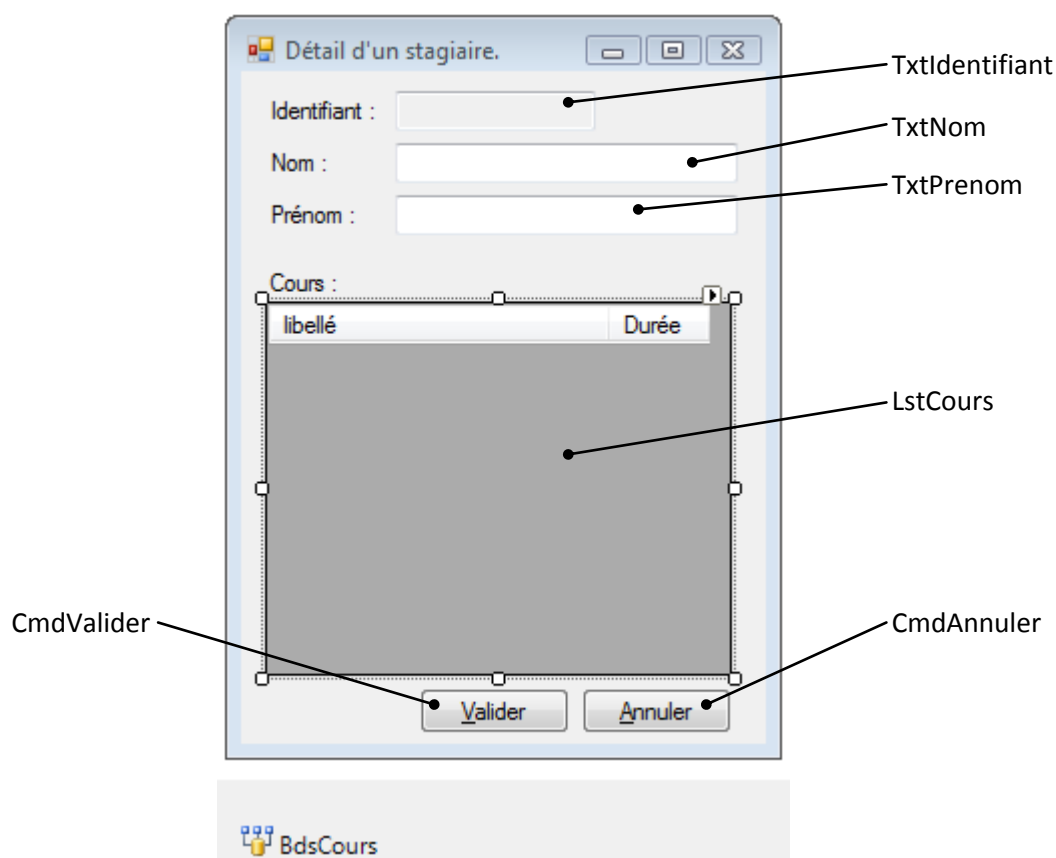 Détail d'un stagiaire.
TxtIdentifiant
Identifiant :
TxtNom
Nom :
TxtPrenom
Prénom :
Cours :
libellé Durée
LstCours
CmdValider
CmdAnnuler
Valider Annuler
BdsCours